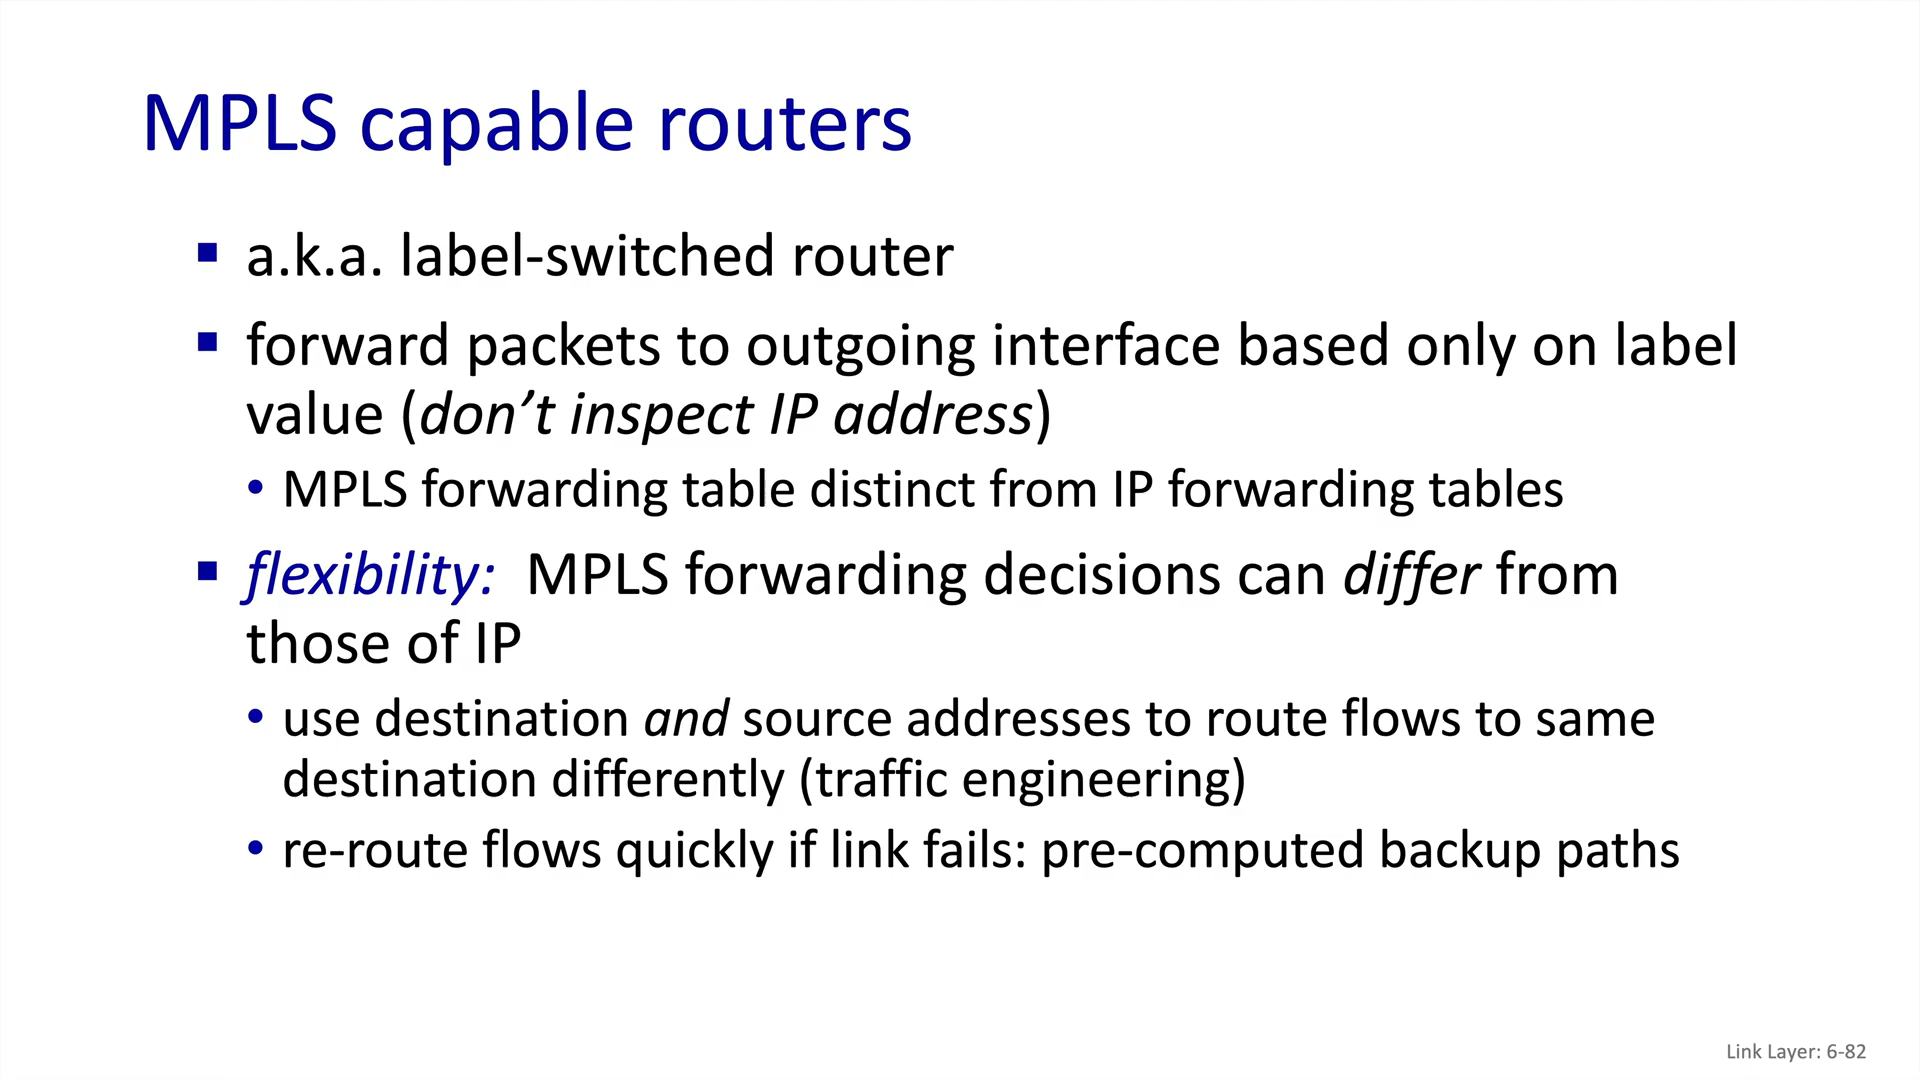 MPLS capable routers
▪ a.k.a. label-switched router
▪ forward packets to outgoing interface based only on label
value (don’t inspect IP address)
• MPLS forwarding table distinct from IP forwarding tables
▪ flexibility: MPLS forwarding decisions can differ from
those of IP
• use destination and source addresses to route flows to same
destination differently (traffic engineering)
• re-route flows quickly if link fails: pre-computed backup paths
Link Layer: 6-82